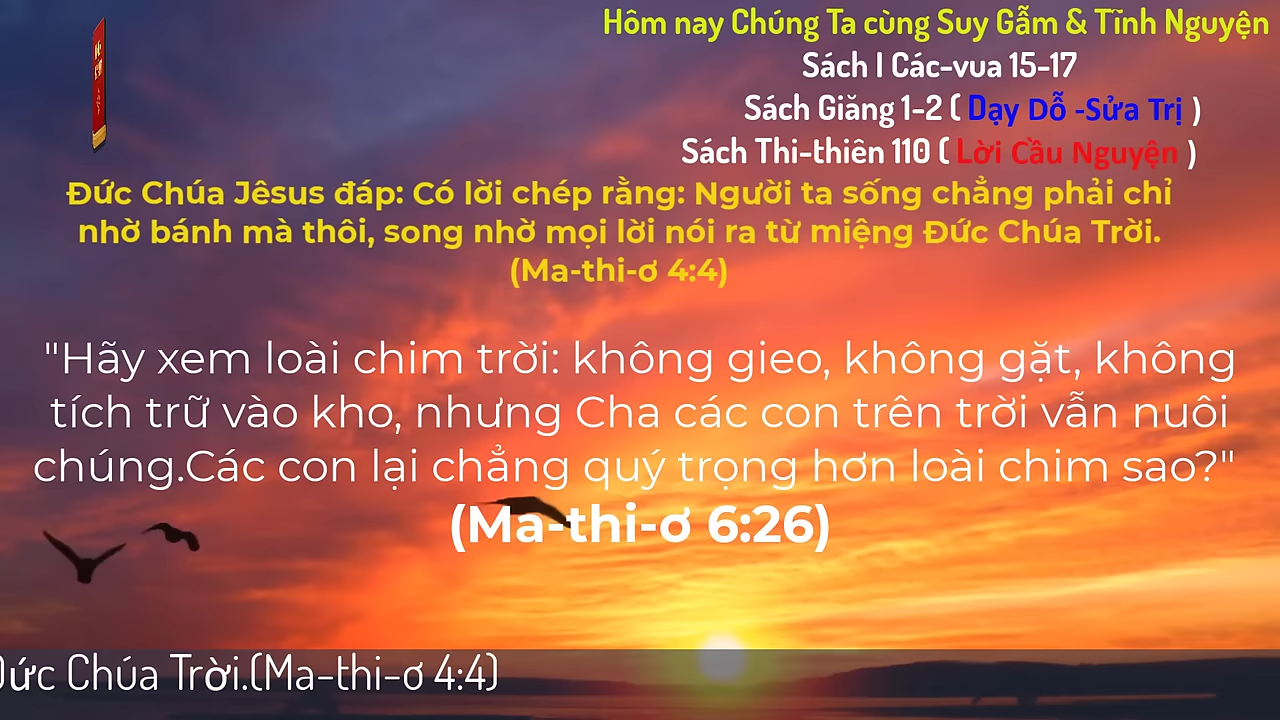 Hôm nay Chúng Ta cùng Suy Gẫm & Tĩnh Nguyện
Sách I Các-vua 15-17
Sách Giăng 1-2 ( Dạy Dỗ -Sửa Trị )
Sách Thi-thiên 110 ( Lời Cầu Nguyện )
Đức Chúa Jêsus đáp: Có lời chép rằng: Người ta sống chẳng phải chỉ
nhờ bánh mà thôi, song nhờ mọi lời nói ra từ miệng Đức Chúa Trời.
(Ma-thi-ơ 4:4)
"Hãy xem loài chim trời: không gieo, không gặt, không
tích trữ vào kho, nhưng Cha các con trên trời vẫn nuôi
chúng.Các con lại chẳng quý trọng hơn loài chim sao?"
(Ma-thi-ơ 6:26)
Đức Chúa Trời.(Ma-thi-ơ 4:4)